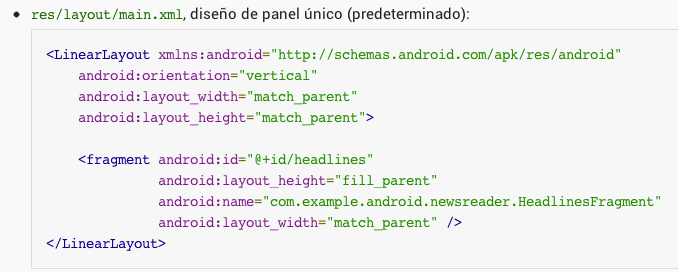 • res/layout/main.xml, diseño de panel único (predeterminado):
<LinearLayout xmlns:android="http://schemas.android.com/apk/res/android"
    android:orientation="vertical"
    android:layout_width="match_parent"
    android:layout_height="match_parent">

    <fragment android:id="@+id/headlines"
              android:layout_height="fill_parent"
              android:name="com.example.android.newsreader.HeadlinesFragment"
              android:layout_width="match_parent" />
</LinearLayout>